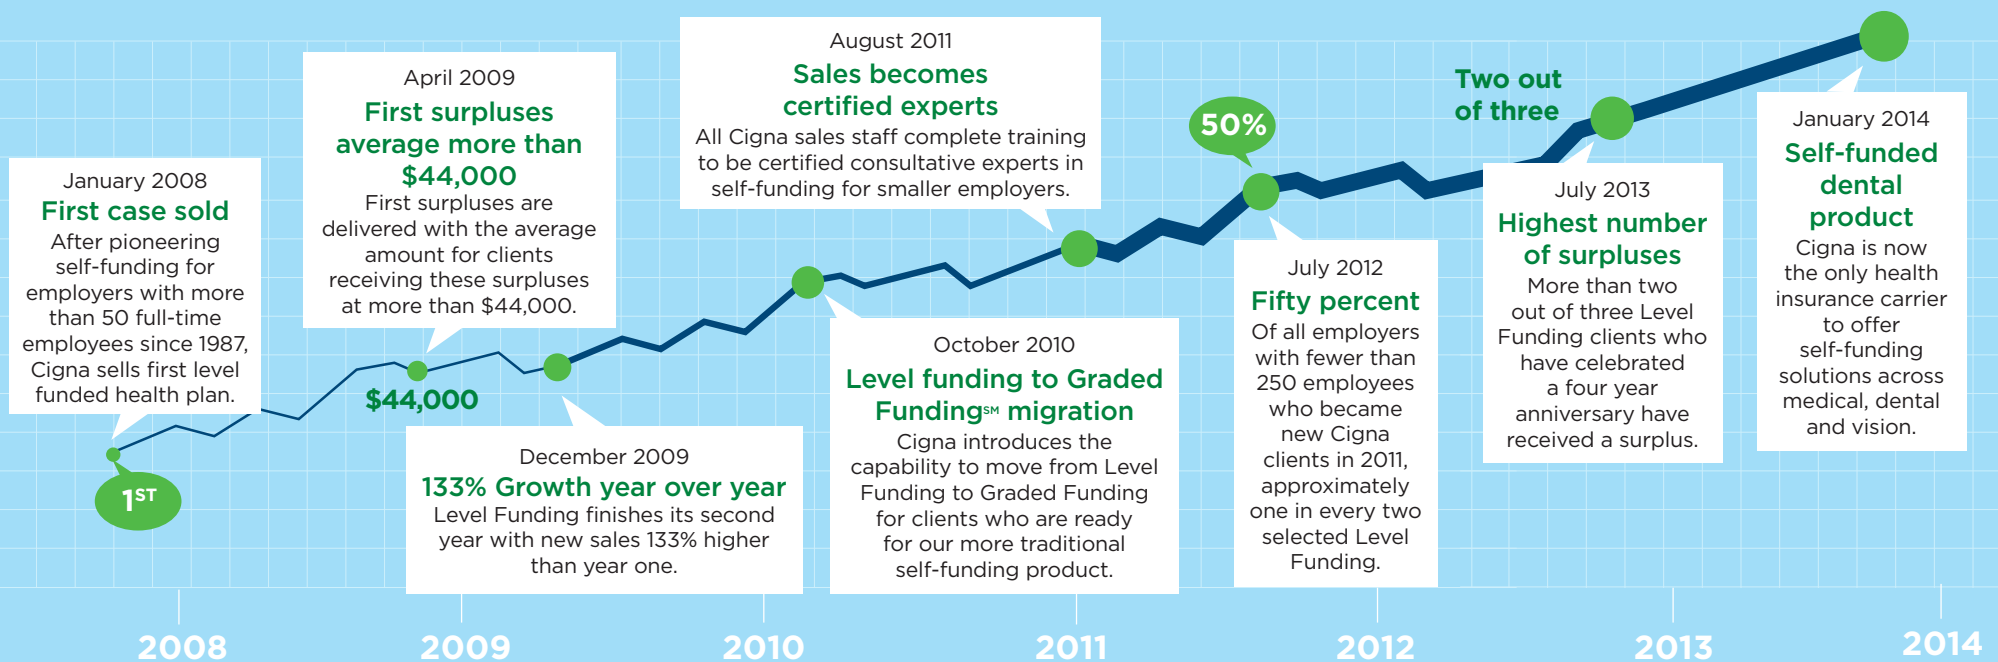 January 2008
First case sold
After pioneering
self-funding for
employers with more
than 50 full-time
employees since 1987,
Cigna sells first level
funded health plan.
1ST
April 2009
First surpluses
average more than
$44,000
First surpluses are
delivered with the average
amount for clients
receiving these surpluses
at more than $44,000.
$44,000
December 2009
133% Growth year over year
Level Funding finishes its second
year with new sales 133% higher
than year one.
October 2010
Level funding to Graded
Funding℠ migration
Cigna introduces the
capability to move from Level
Funding to Graded Funding
for clients who are ready
for our more traditional
self-funding product.
August 2011
Sales becomes
certified experts
All Cigna sales staff complete training
to be certified consultative experts in
self-funding for smaller employers.
50%
July 2012
Fifty percent
Of all employers
with fewer than
250 employees
who became
new Cigna
clients in 2011,
approximately
one in every two
selected Level
Funding.
Two out
of three
July 2013
Highest number
of surpluses
More than two
out of three Level
Funding clients who
have celebrated
a four year
anniversary have
received a surplus.
January 2014
Self-funded
dental
product
Cigna is now
the only health
insurance carrier
to offer
self-funding
solutions across
medical, dental
and vision.
2008
2009
2010
2011
2012
2013
2014